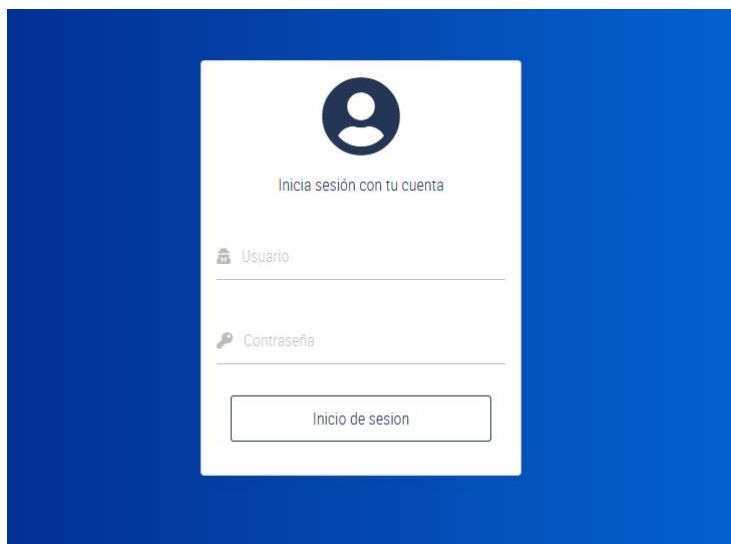 Inicia sesión con tu cuenta
Usuario
Contraseña
Inicio de sesion